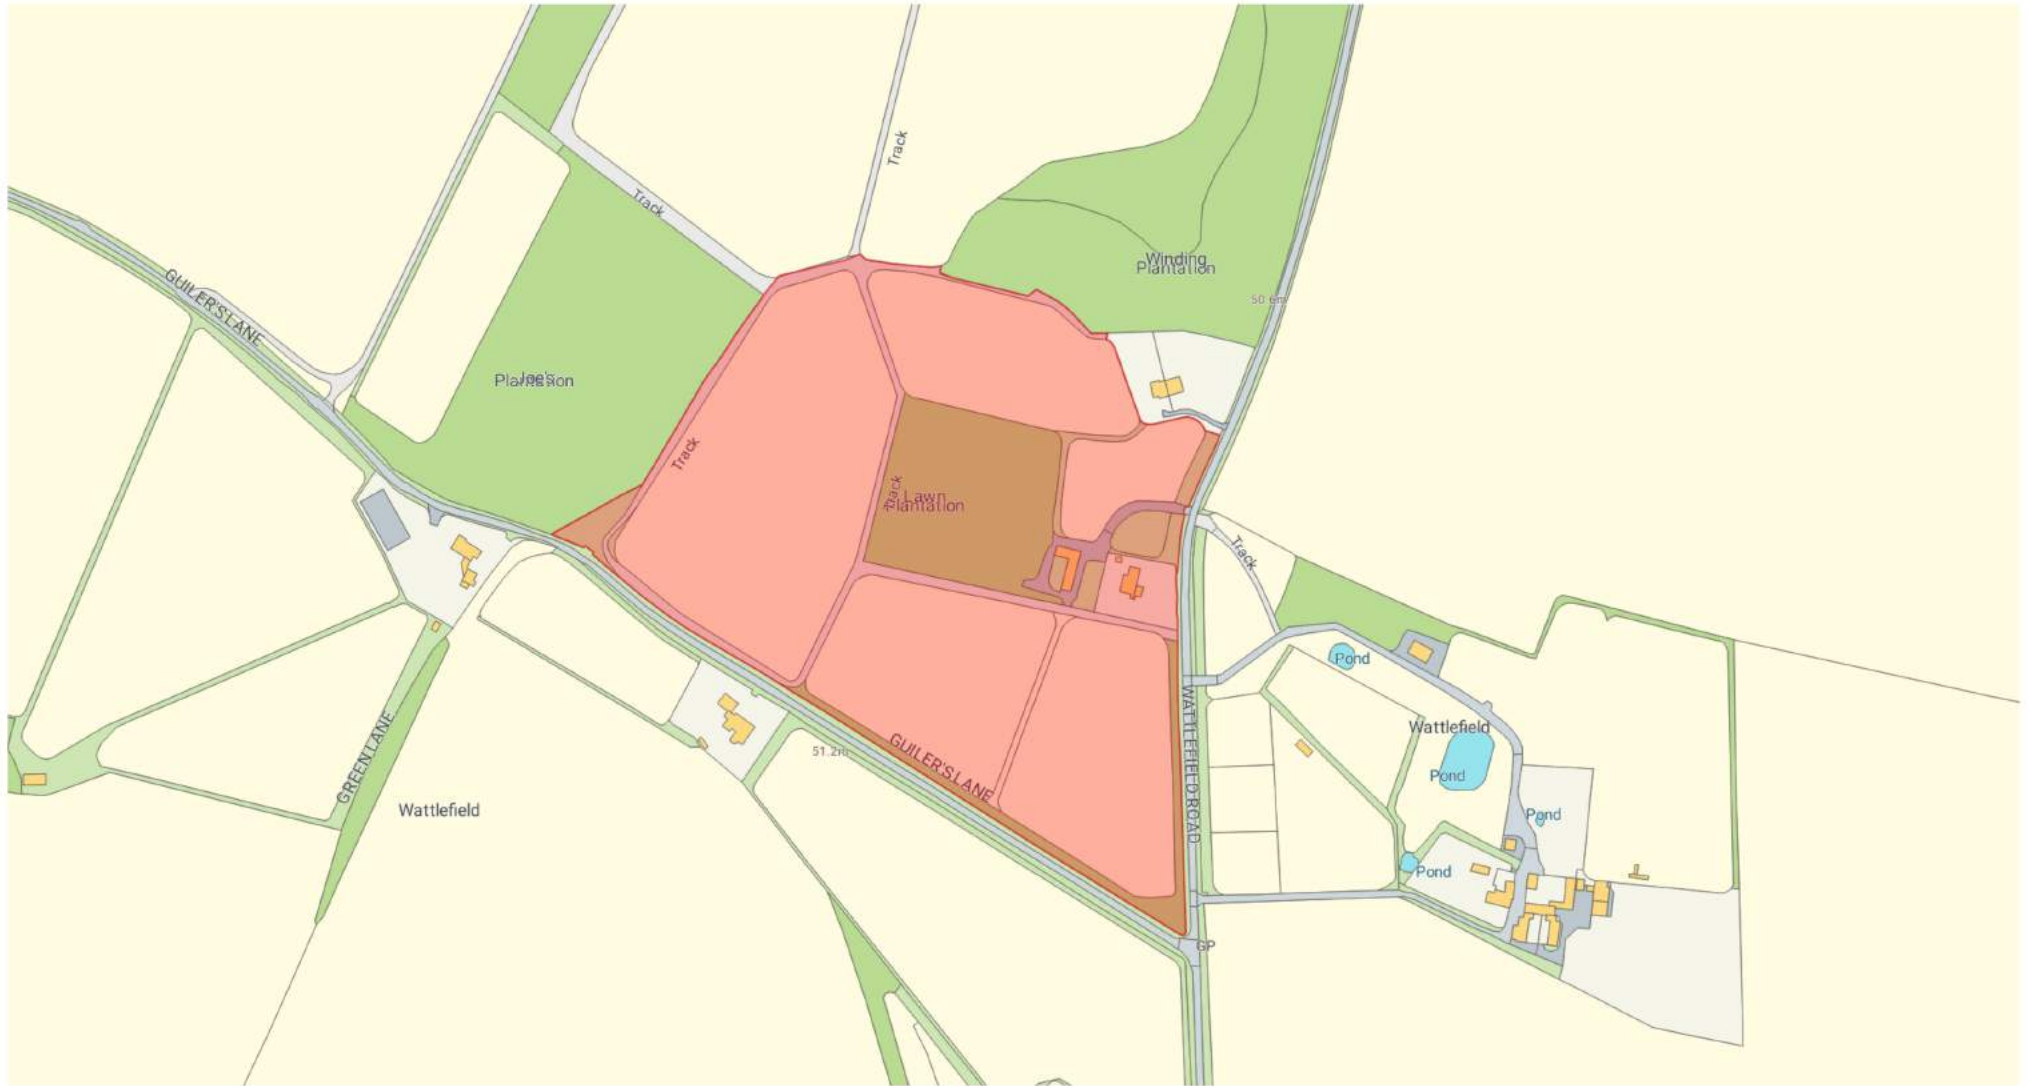 Track
Track
Winding
Plantation
GUILER'S LANE
50.6m
Joe's
Plantation
Track
Track
Lawn
Plantation
Track
Pond
WATTLEFIELD ROAD
Wattlefield
GREEN LANE
51.2m
GUILER'S LANE
Pond
Wattlefield
Pond
Pond
GP